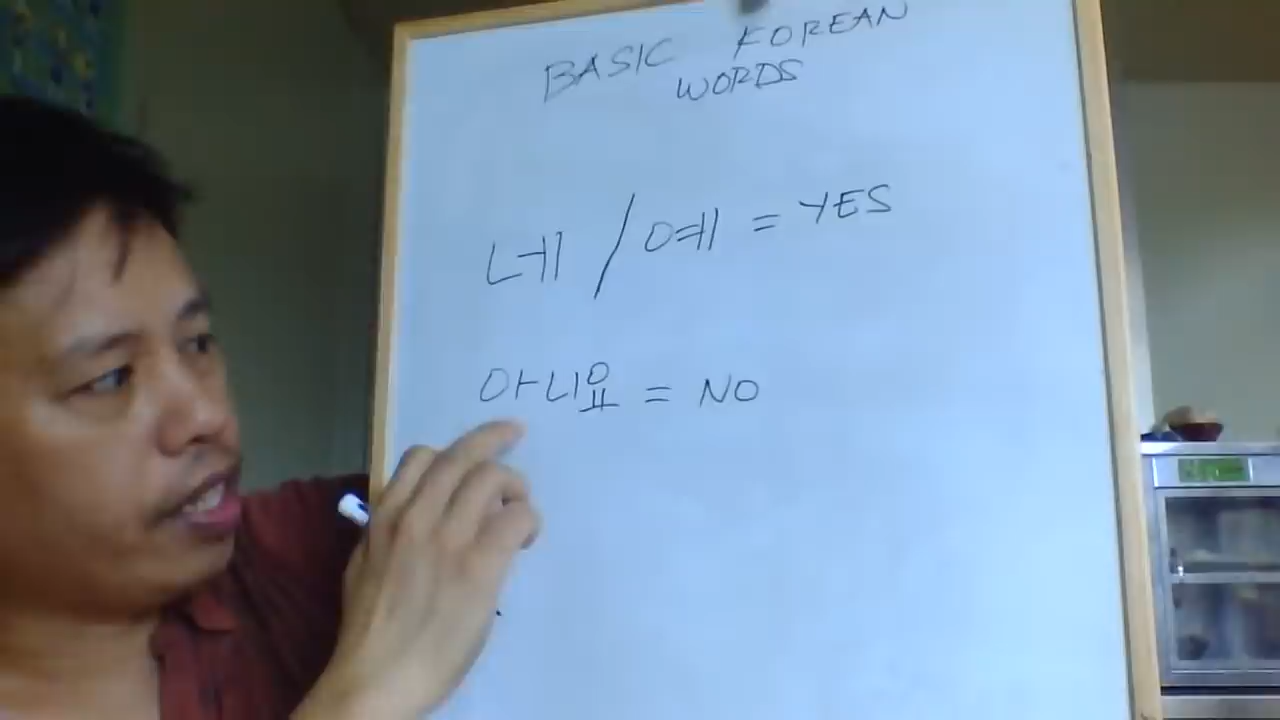 BASIC KOREAN
WORDS
네 / 예 = YES
아니요 = NO